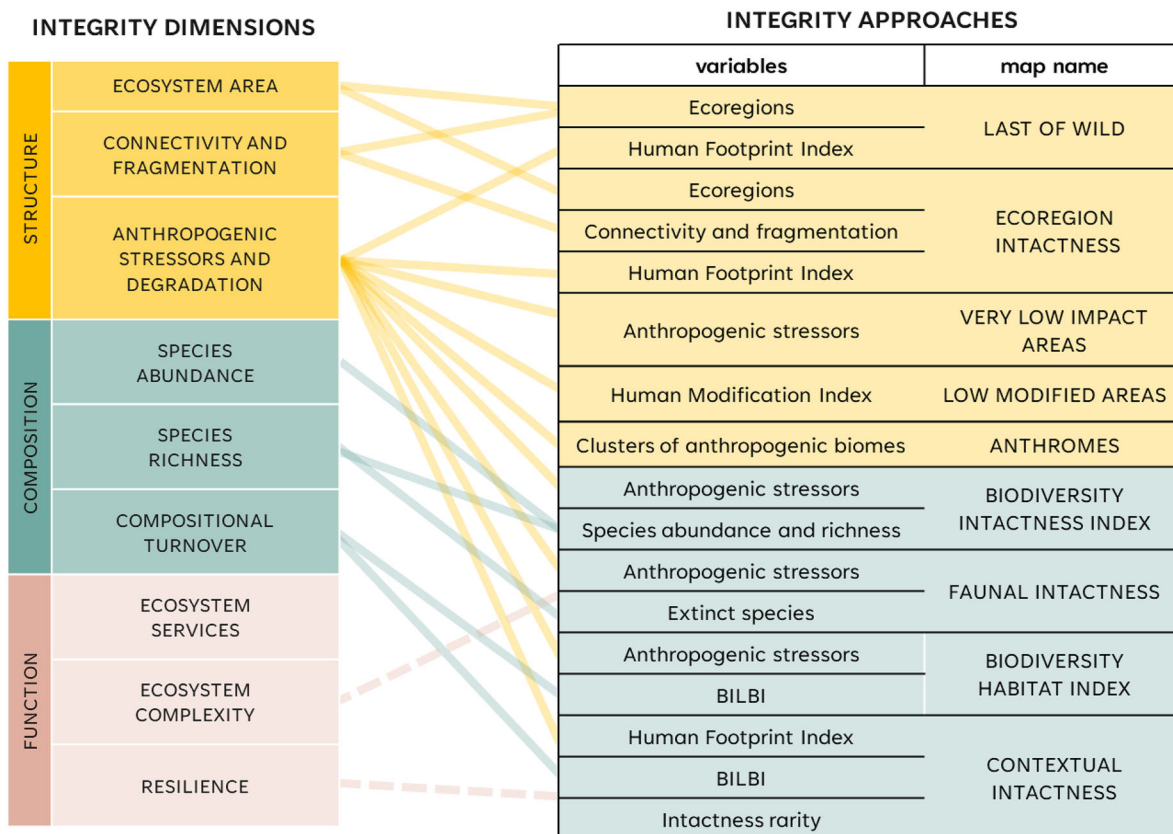 INTEGRITY DIMENSIONS
STRUCTURE
ECOSYSTEM AREA
CONNECTIVITY AND
FRAGMENTATION
ANTHROPOGENIC
STRESSORS AND
DEGRADATION
COMPOSITION
SPECIES
ABUNDANCE
SPECIES
RICHNESS
COMPOSITIONAL
TURNOVER
FUNCTION
ECOSYSTEM
SERVICES
ECOSYSTEM
COMPLEXITY
RESILIENCE
INTEGRITY APPROACHES
variables
map name
Ecoregions
Human Footprint Index
LAST OF WILD
Ecoregions
Connectivity and fragmentation
Human Footprint Index
ECOREGION
INTACTNESS
Anthropogenic stressors
VERY LOW IMPACT
AREAS
Human Modification Index
LOW MODIFIED AREAS
Clusters of anthropogenic biomes
ANTHROMES
Anthropogenic stressors
Species abundance and richness
BIODIVERSITY
INTACTNESS INDEX
Anthropogenic stressors
Extinct species
FAUNAL INTACTNESS
Anthropogenic stressors
BILBI
BIODIVERSITY
HABITAT INDEX
Human Footprint Index
BILBI
Intactness rarity
CONTEXTUAL
INTACTNESS